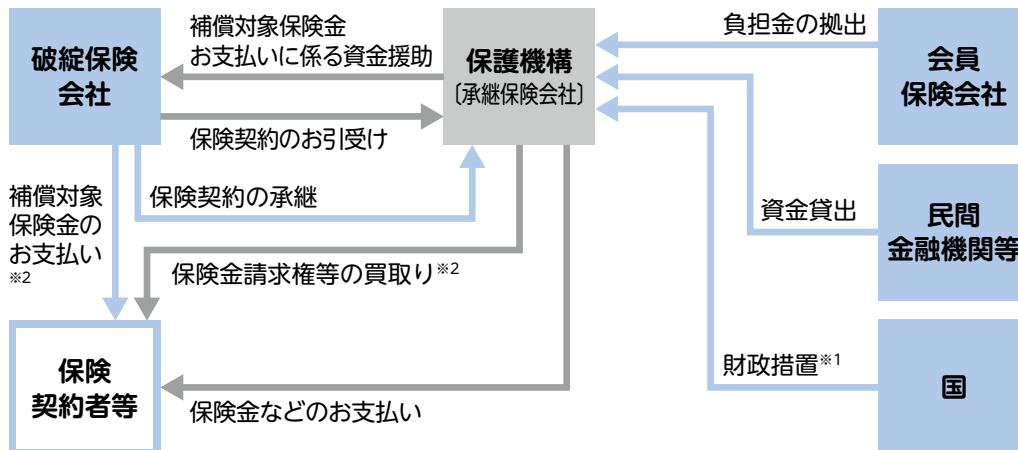 破綻保険
会社
補償対象保険金
お支払いに係る資金援助
保護機構
〔承継保険会社〕
負担金の拠出
会員
保険会社
保険契約のお引受け
補償対象
保険金の
お支払い
※2
保険契約の承継
資金貸出
民間
金融機関等
保険金請求権等の買取り※2
保険
契約者等
財政措置※1
国
保険金などのお支払い